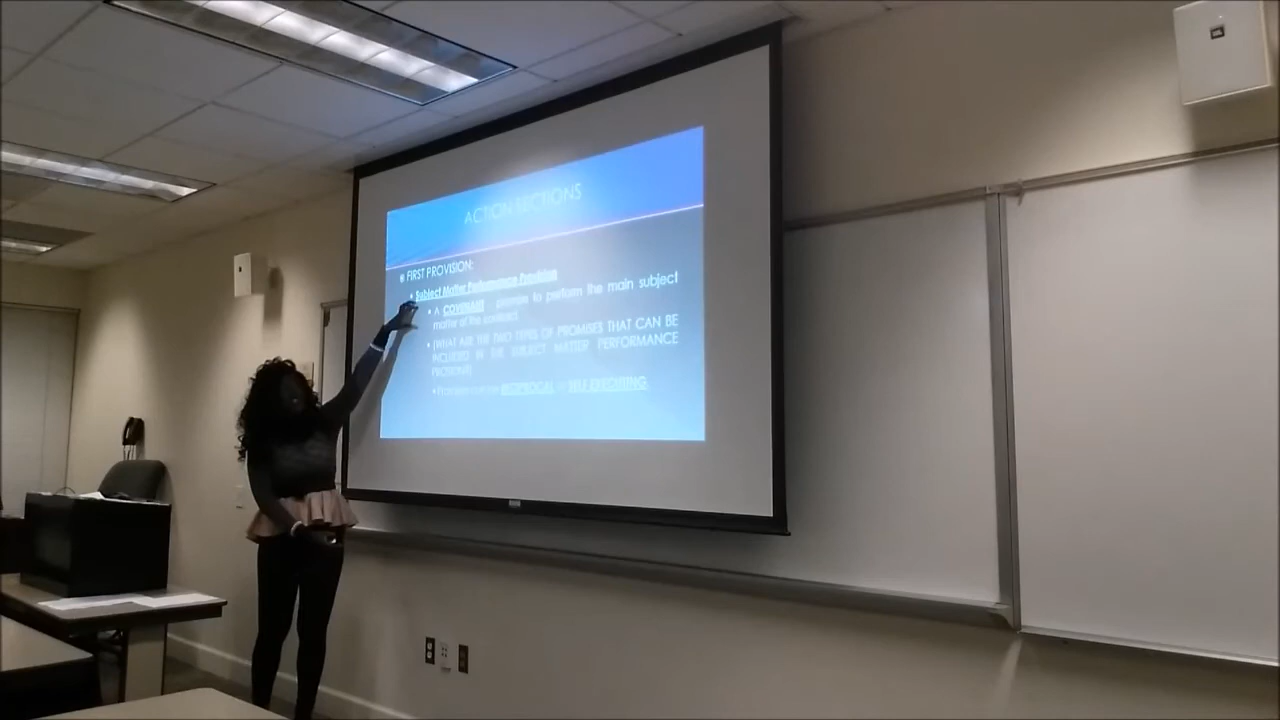 ACTION SECTIONS
FIRST PROVISION:
Subject Matter Performance Provision
A COVENANT promise to perform the main subject
matter of the contract.
[WHAT ARE THE TWO TYPES OF PROMISES THAT CAN BE
INCLUDED IN THE SUBJECT MATTER PERFORMANCE
PROVISION?]
RECIPROCAL SELF EXECUTING
JBL